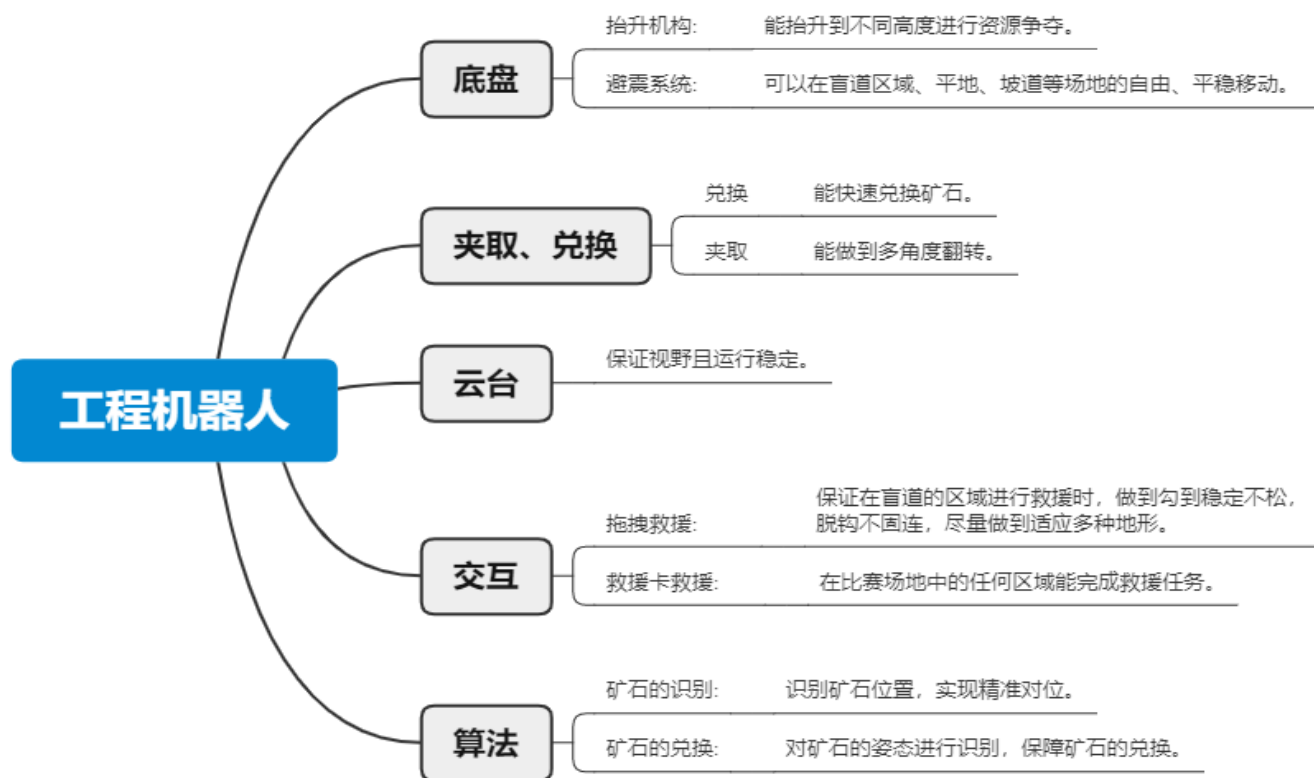 工程机器人
底盘
抬升机构: 能抬升到不同高度进行资源争夺。
避震系统: 可以在盲道区域、平地、坡道等场地的自由、平稳移动。
夹取、兑换
兑换 能快速兑换矿石。
夹取 能做到多角度翻转。
云台
保证视野且运行稳定。
交互
拖拽救援: 保证在盲道的区域进行救援时，做到勾到稳定不松，
脱钩不固连，尽量做到适应多种地形。
救援卡救援: 在比赛场地中的任何区域能完成救援任务。
算法
矿石的识别: 识别矿石位置，实现精准对位。
矿石的兑换: 对矿石的姿态进行识别，保障矿石的兑换。